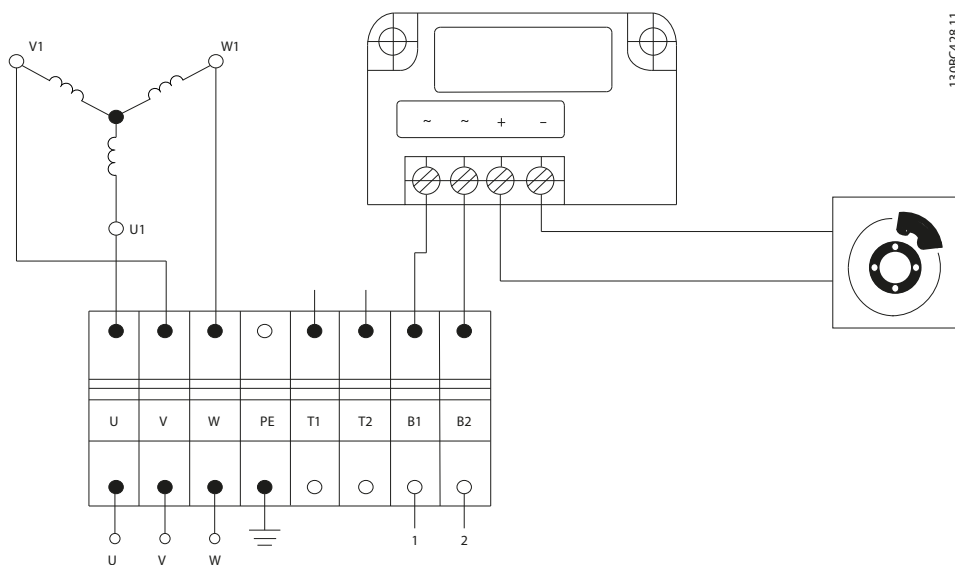 V1
W1
130BC428.11
~ ~ + –
U1
U V W PE T1 T2 B1 B2
1 2
U V W